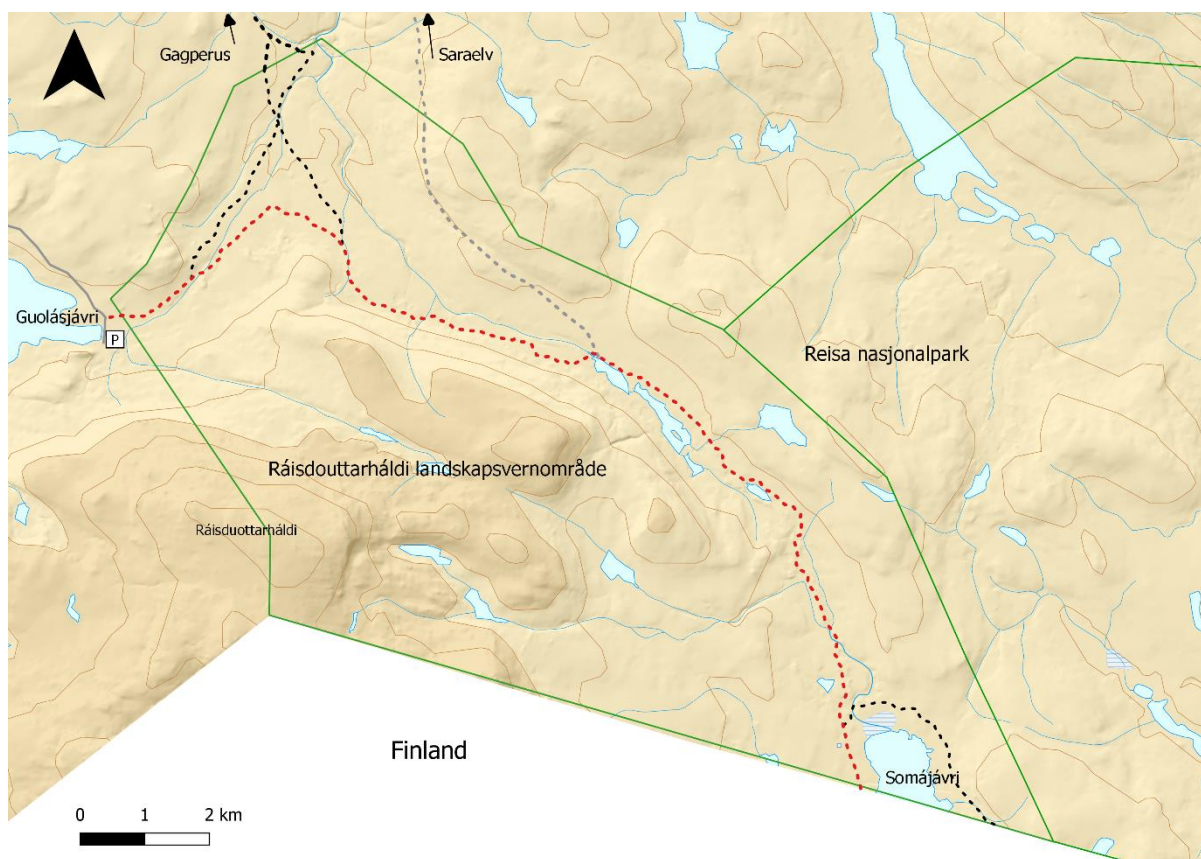 Gagperus
Saraelv
Guolásjávri
P
Reisa nasjonalpark
Ráisdouttarháldi landskapsvernområde
Ráisduottarháldi
Finland
Somájávri
0 1 2 km